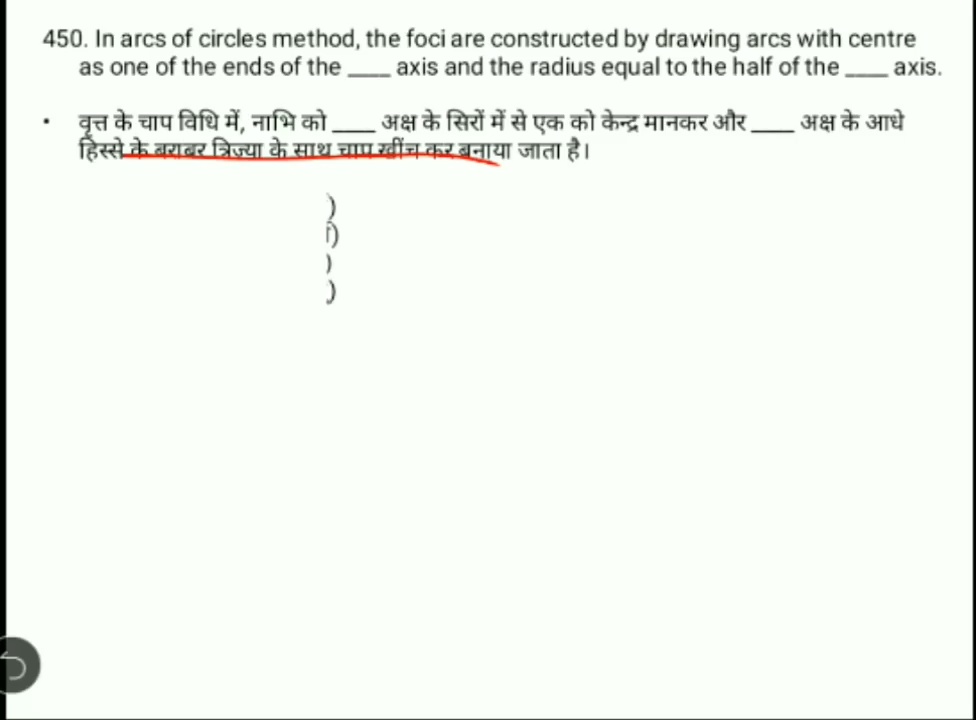 450. In arcs of circles method, the foci are constructed by drawing arcs with centre
as one of the ends of the ____ axis and the radius equal to the half of the ____ axis.
• वृत्त के चाप विधि में, नाभि को ____ अक्ष के सिरों में से एक को केन्द्र मानकर और ____ अक्ष के आधे
हिस्से के बराबर त्रिज्या के साथ चाप खींच कर बनाया जाता है।
)
)
)
)